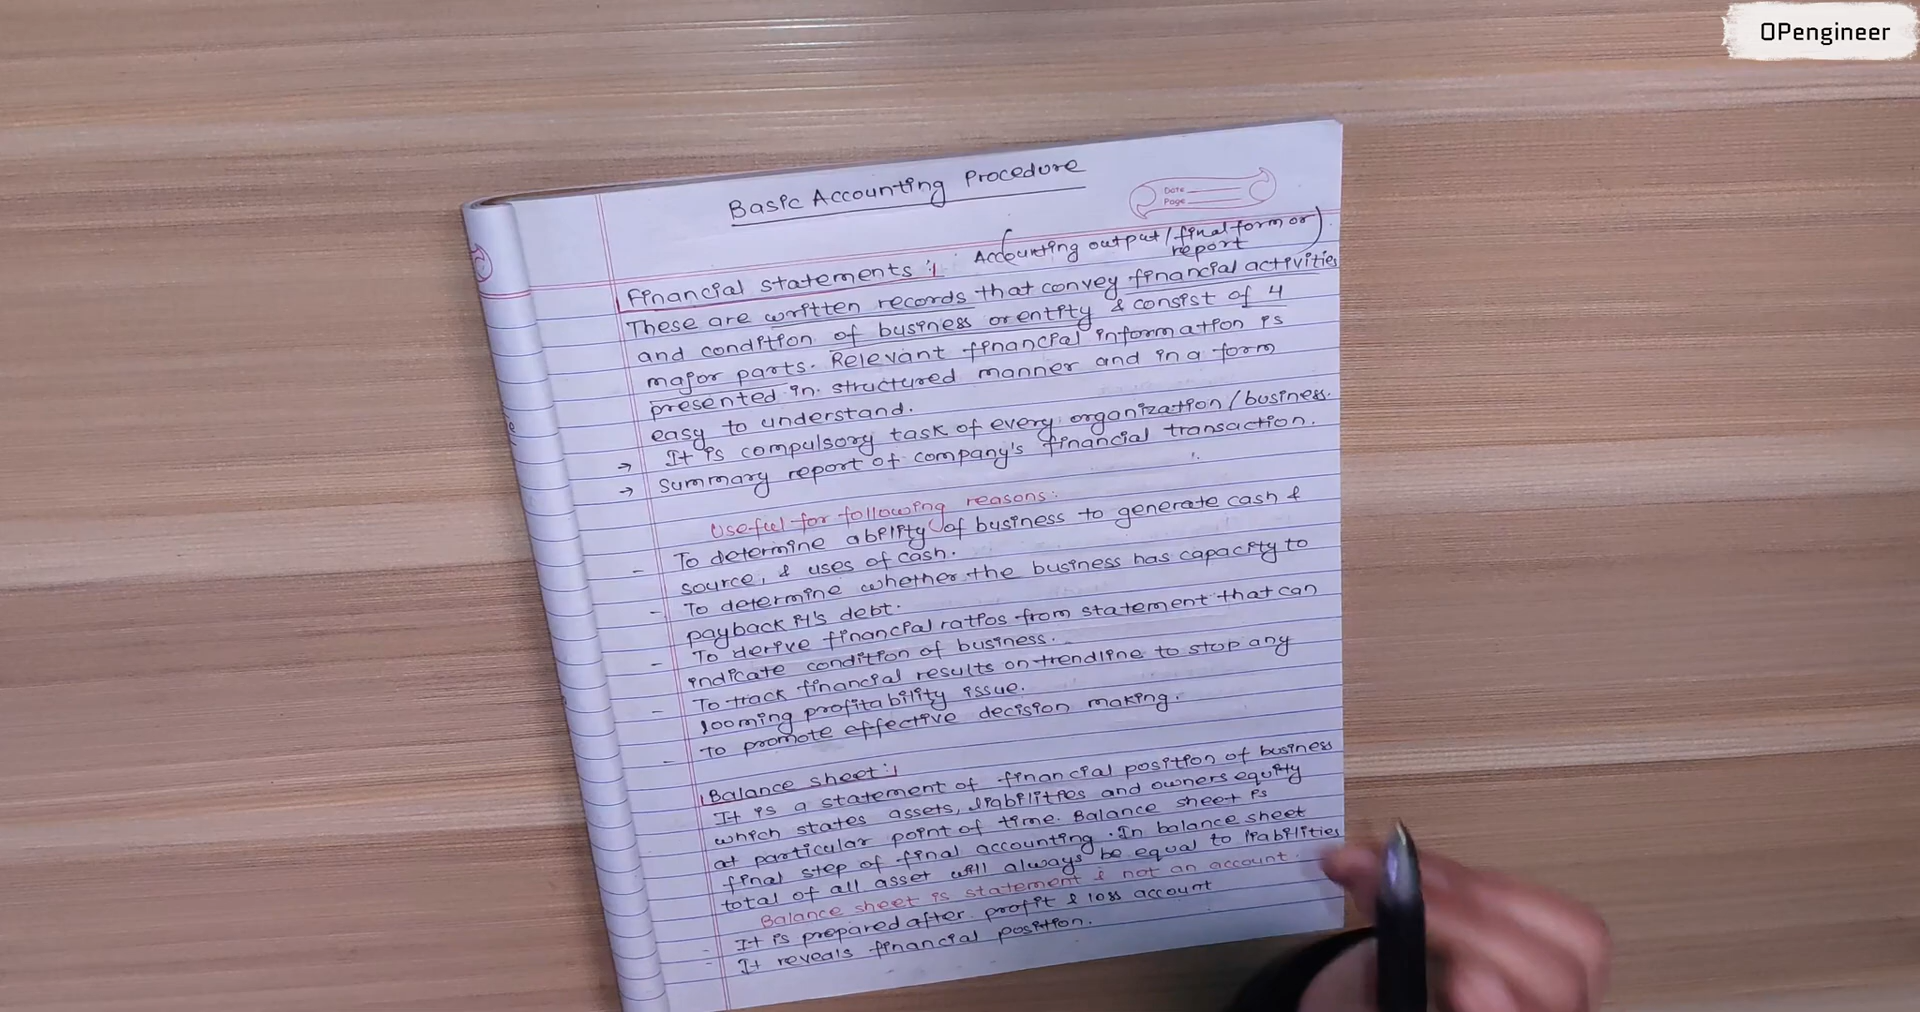 OPengineer
Basic Accounting Procedure
Date
Page
Financial statements : (Accounting output / final form or
report)
These are written records that convey financial activities
and condition of business or entity & consist of 4
major parts. Relevant financial information is
presented in structured manner and in a form
easy to understand.
→ It is compulsory task of every organization / business.
→ Summary report of company's financial transaction.
Useful for following reasons:
- To determine ability of business to generate cash &
source, & uses of cash.
- To determine whether the business has capacity to
payback it's debt.
- To derive financial ratios from statement that can
indicate condition of business.
- To track financial results on trendline to stop any
looming profitability issue.
- To promote effective decision making.
Balance sheet :
It is a statement of financial position of business
which states assets, liabilities and owners equity
at particular point of time. Balance sheet is
final step of final accounting. In balance sheet
total of all asset will always be equal to liabilities
Balance sheet is statement & not an account.
- It is prepared after profit & loss account
- It reveals financial position.